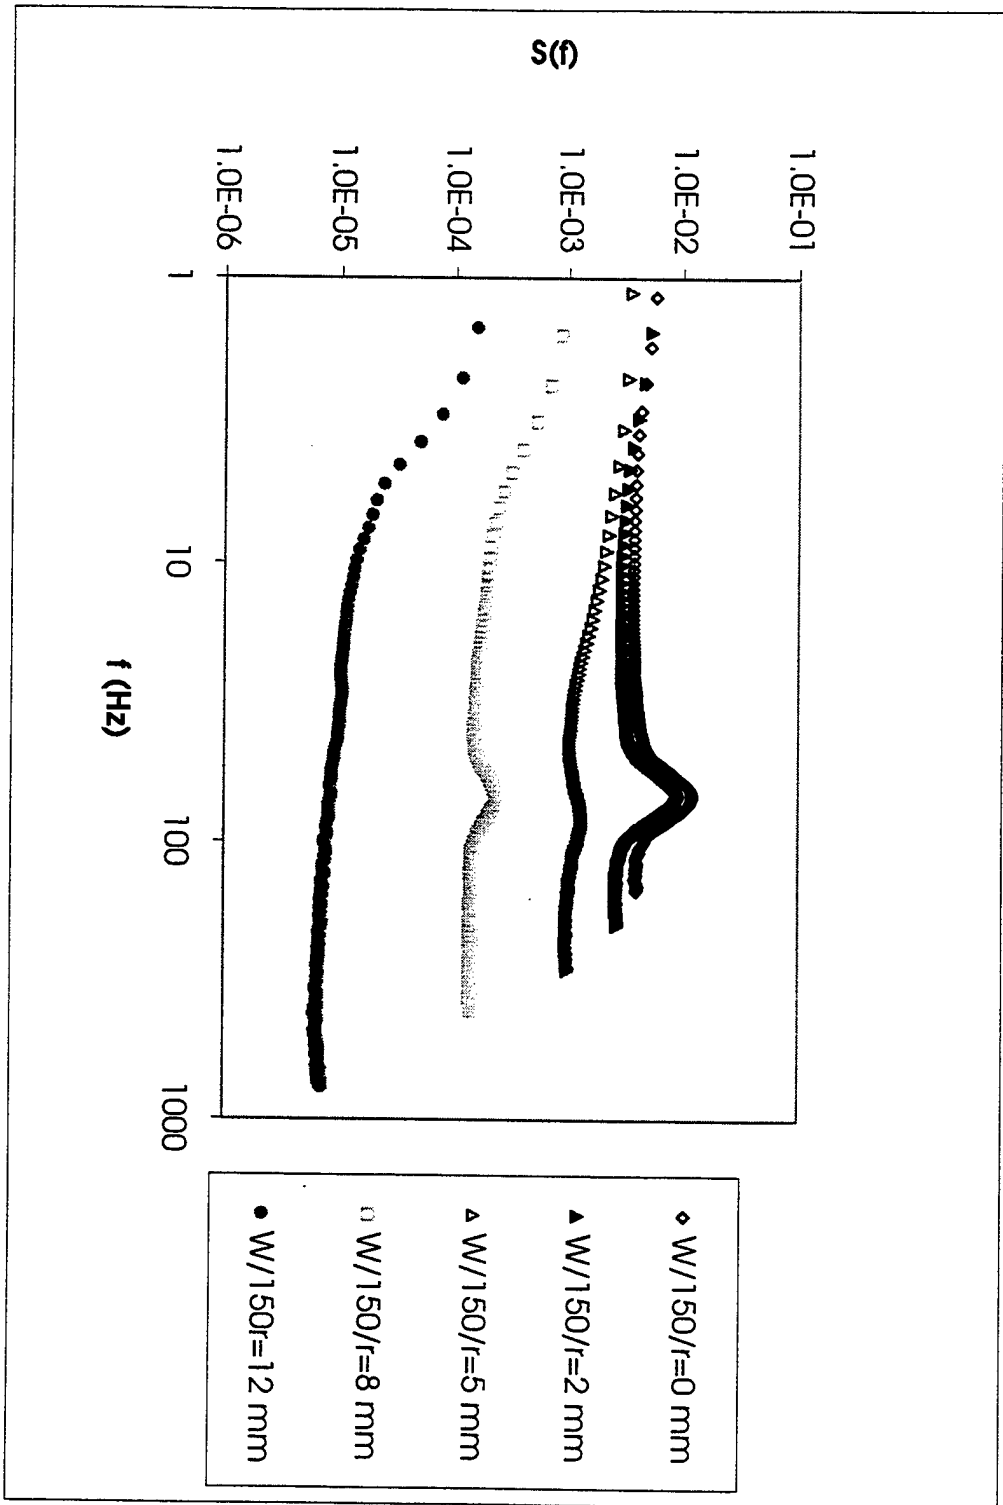 S(f)
1.0E-01
1.0E-02
1.0E-03
1.0E-04
1.0E-05
1.0E-06
1
10
100
1000
f (Hz)
W/150/r=0 mm
W/150/r=2 mm
W/150/r=5 mm
W/150/r=8 mm
W/150r=12 mm